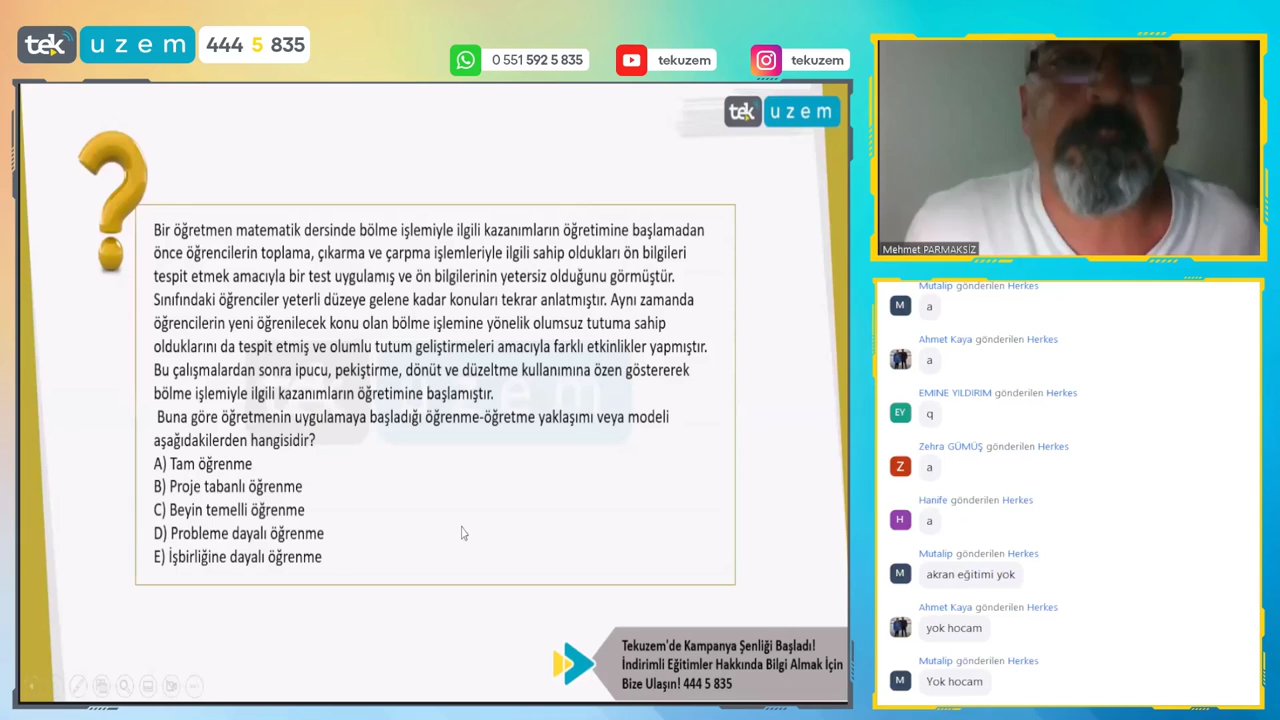 tek uzem 444 5 835
0 551 592 5 835
tekuzem
tekuzem
tek uzem
Bir öğretmen matematik dersinde bölme işlemiyle ilgili kazanımların öğretimine başlamadan
önce öğrencilerin toplama, çıkarma ve çarpma işlemleriyle ilgili sahip oldukları ön bilgileri
tespit etmek amacıyla bir test uygulamış ve ön bilgilerinin yetersiz olduğunu görmüştür.
Sınıfındaki öğrenciler yeterli düzeye gelene kadar konuları tekrar anlatmıştır. Aynı zamanda
öğrencilerin yeni öğrenilecek konu olan bölme işlemine yönelik olumsuz tutuma sahip
olduklarını da tespit etmiş ve olumlu tutum geliştirmeleri amacıyla farklı etkinlikler yapmıştır.
Bu çalışmalardan sonra ipucu, pekiştirme, dönüt ve düzeltme kullanımına özen göstererek
bölme işlemiyle ilgili kazanımların öğretimine başlamıştır.
Buna göre öğretmenin uygulamaya başladığı öğrenme-öğretme yaklaşımı veya modeli
aşağıdakilerden hangisidir?
A) Tam öğrenme
B) Proje tabanlı öğrenme
C) Beyin temelli öğrenme
D) Probleme dayalı öğrenme
E) İşbirliğine dayalı öğrenme
Tekuzem'de Kampanya Şenliği Başladı!
İndirimli Eğitimler Hakkında Bilgi Almak İçin
Bize Ulaşın! 444 5 835
Mehmet PARMAKSİZ
Mutalip gönderilen Herkes
M a
Ahmet Kaya gönderilen Herkes
a
EMINE YILDIRIM gönderilen Herkes
EY q
Zehra GÜMÜŞ gönderilen Herkes
Z a
Hanife gönderilen Herkes
H a
Mutalip gönderilen Herkes
M akran eğitimi yok
Ahmet Kaya gönderilen Herkes
yok hocam
Mutalip gönderilen Herkes
M Yok hocam